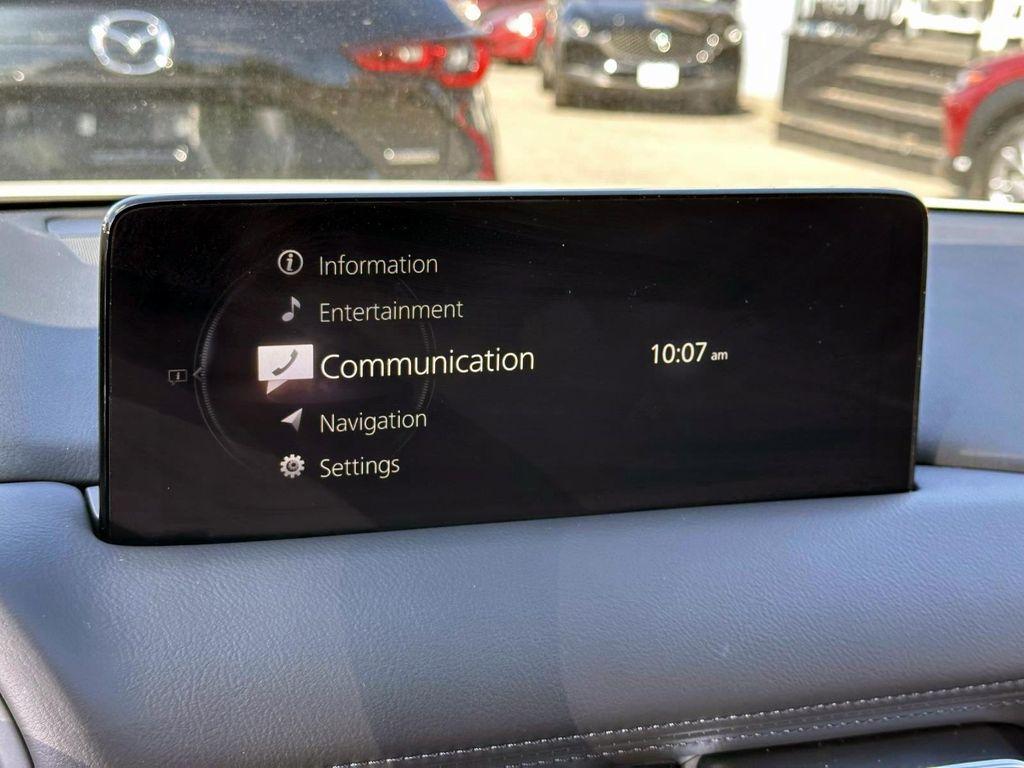 Information
Entertainment
Communication
10:07 am
Navigation
Settings